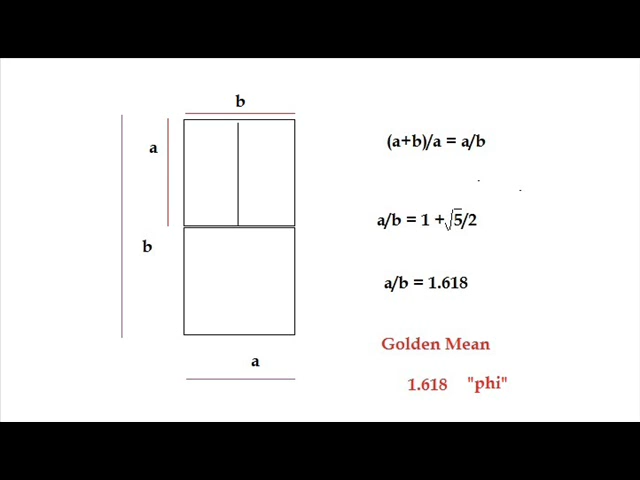 b
a
b
a
(a+b)/a = a/b
a/b = 1 +√5/2
a/b = 1.618
Golden Mean
1.618 "phi"